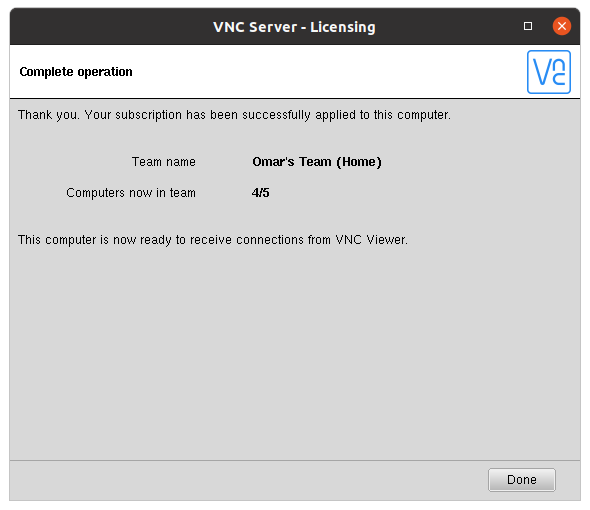 VNC Server - Licensing
Complete operation
VNC
Thank you. Your subscription has been successfully applied to this computer.
Team name Omar's Team (Home)
Computers now in team 4/5
This computer is now ready to receive connections from VNC Viewer.
Done